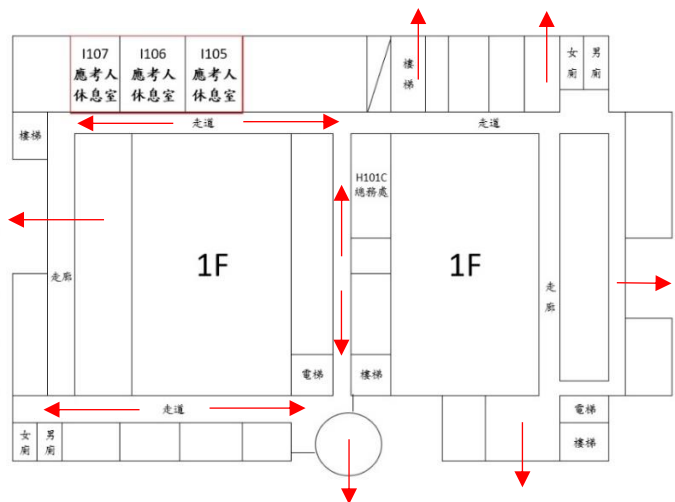 I107
應考人
休息室
I106
應考人
休息室
I105
應考人
休息室
樓
梯
女
廁
男
廁
樓梯
走道
走道
H101C
總務處
1F
1F
走廊
走
廊
電梯
樓梯
走道
電梯
女
廁
男
廁
樓梯